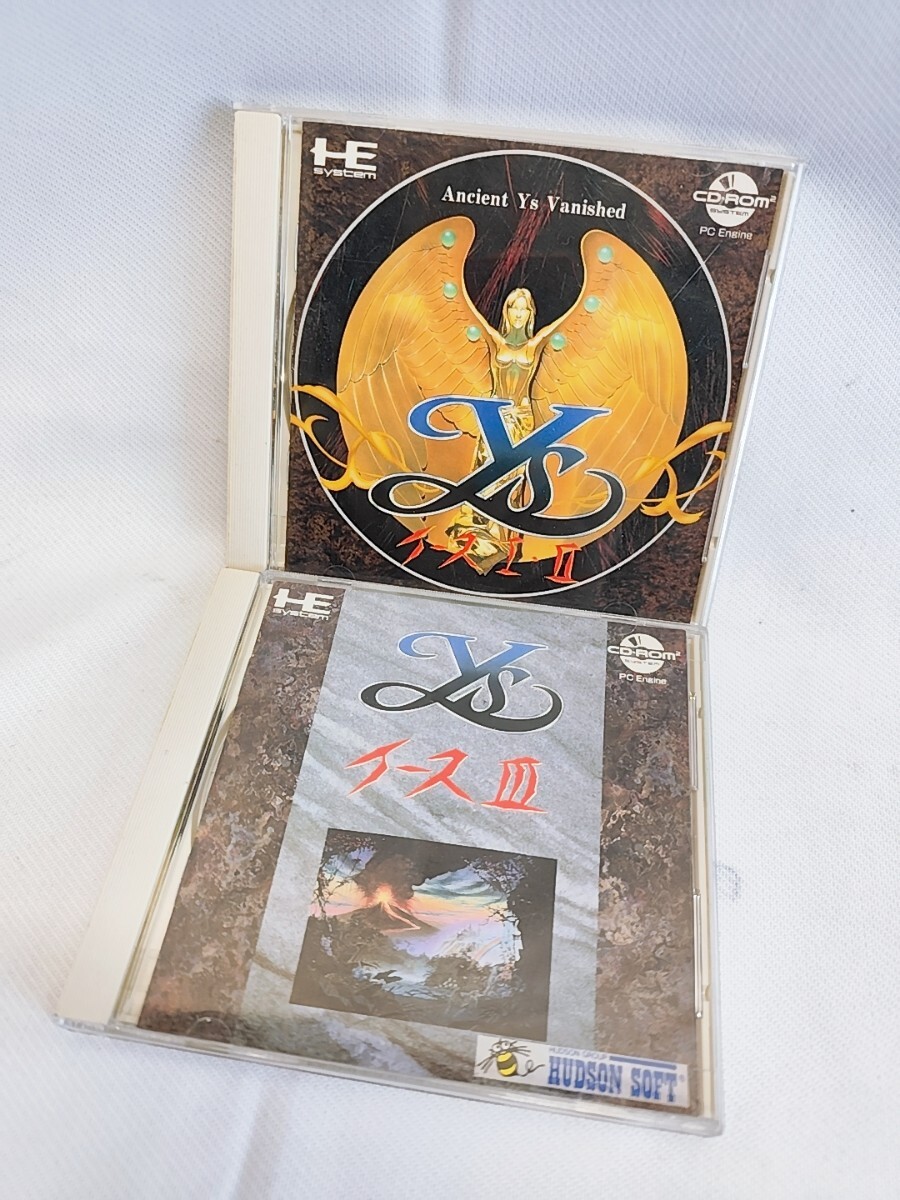 HE
system
Ancient Ys Vanished
CD-ROM²
SYSTEM
PC Engine
Ys
イースI・II
HE
system
CD-ROM²
SYSTEM
PC Engine
Ys
イースIII
HUDSON GROUP
HUDSON SOFT®